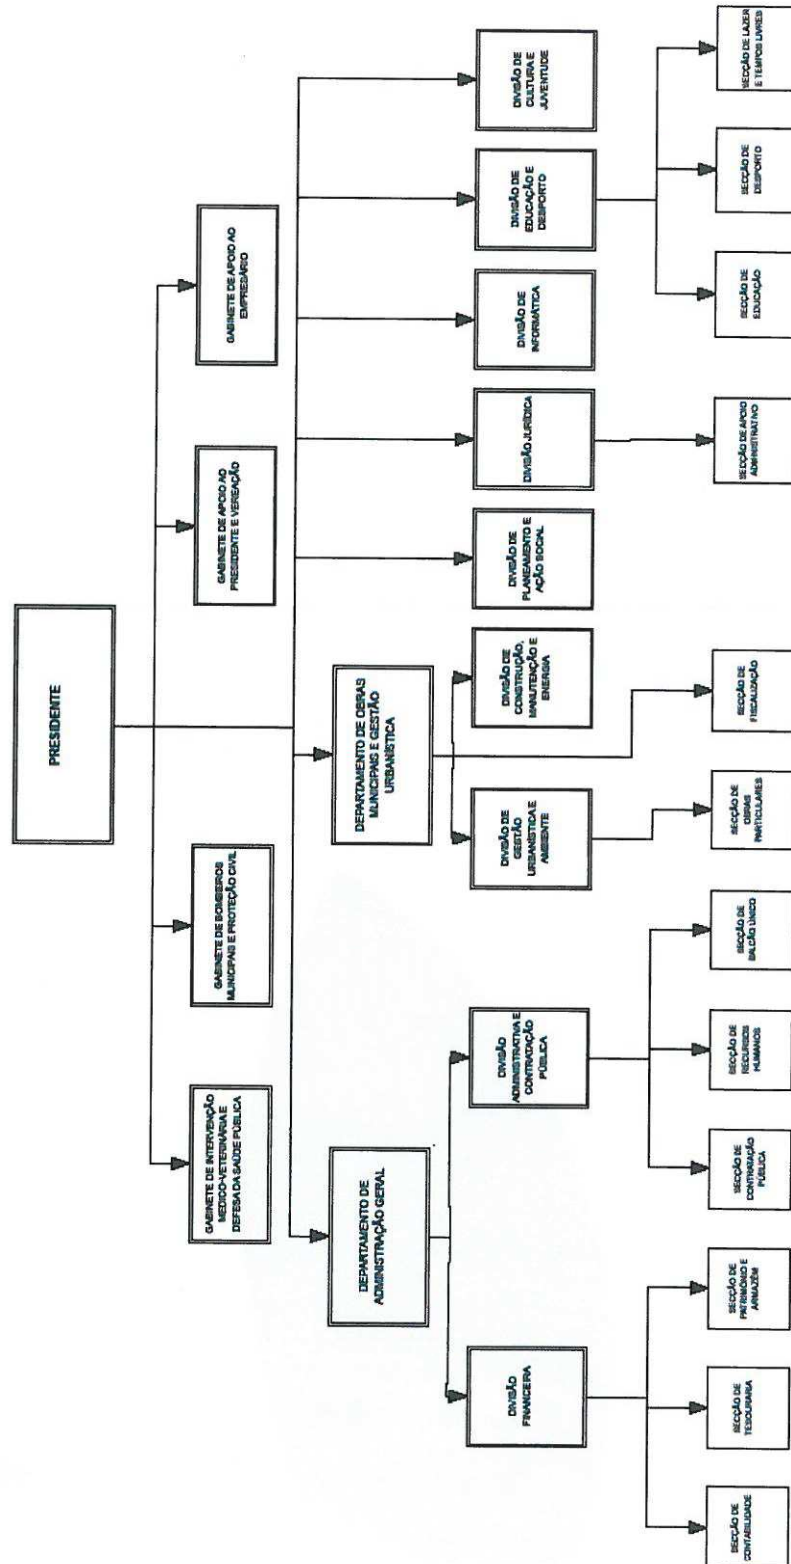 PRESIDENTE
GABINETE DE INTERVENÇÃO
MEDICO-VETERINÁRIA E
DEFESA DA SAÚDE PÚBLICA
GABINETE DE BOMBEIROS
MUNICIPAIS E PROTEÇÃO CIVIL
GABINETE DE APOIO AO
PRESIDENTE E VEREAÇÃO
GABINETE DE APOIO AO
EMPRESÁRIO
DEPARTAMENTO DE
ADMINISTRAÇÃO GERAL
DEPARTAMENTO DE OBRAS
MUNICIPAIS E GESTÃO
URBANÍSTICA
DIVISÃO
FINANCEIRA
DIVISÃO
ADMINISTRATIVA E
CONTRATAÇÃO
PÚBLICA
DIVISÃO DE
GESTÃO
URBANÍSTICA E
AMBIENTE
DIVISÃO DE
CONSTRUÇÃO,
MANUTENÇÃO E
ENERGIA
DIVISÃO DE
PLANEAMENTO E
AÇÃO SOCIAL
DIVISÃO JURÍDICA
DIVISÃO DE
INFORMÁTICA
DIVISÃO DE
EDUCAÇÃO E
DESPORTO
DIVISÃO DE
CULTURA E
JUVENTUDE
SECÇÃO DE
CONTABILIDADE
SECÇÃO DE
TESOURARIA
SECÇÃO DE
PATRIMÓNIO E
ARMAZÉM
SECÇÃO DE
CONTRATAÇÃO
PÚBLICA
SECÇÃO DE
RECURSOS
HUMANOS
SECÇÃO DE
BALCÃO ÚNICO
SECÇÃO DE
OBRAS
PARTICULARES
SECÇÃO DE
FISCALIZAÇÃO
SECÇÃO DE APOIO
ADMINISTRATIVO
SECÇÃO DE
EDUCAÇÃO
SECÇÃO DE
DESPORTO
SECÇÃO DE LAZER
E TEMPOS LIVRES